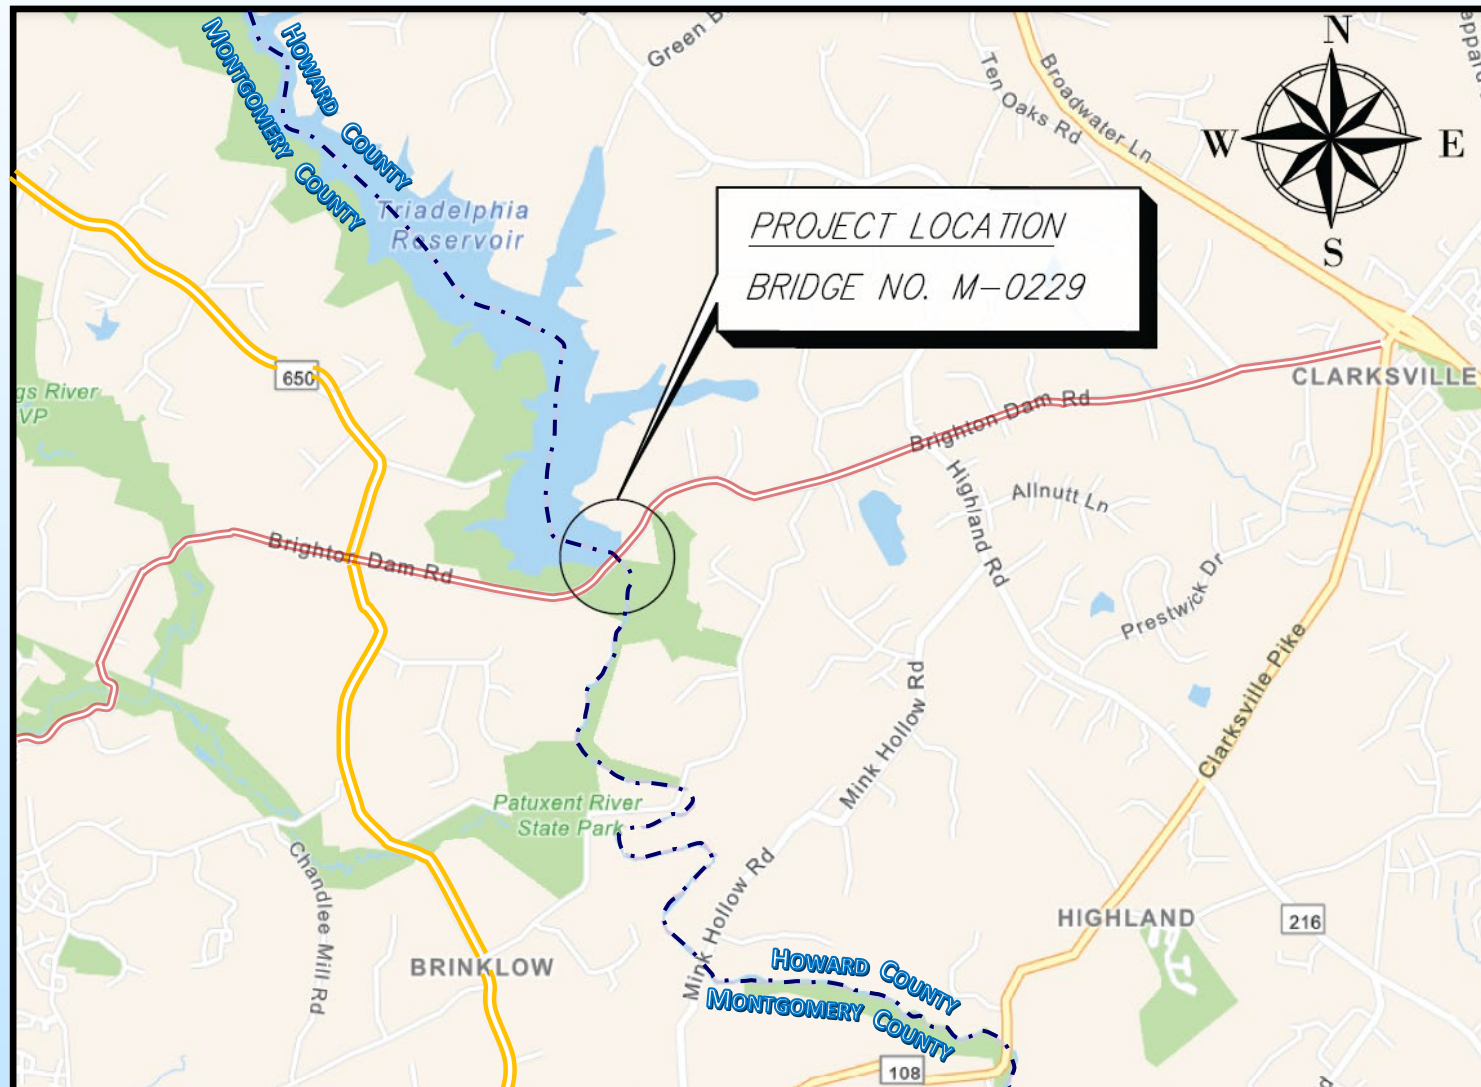 N
W
E
S
HOWARD COUNTY
MONTGOMERY COUNTY
Green B
Ten Oaks Rd
Broadwater Ln
Triadelphia
Reservoir
PROJECT LOCATION
BRIDGE NO. M-0229
650
gs River
VP
CLARKSVILLE
Brighton Dam Rd
Highland Rd
Allnutt Ln
Brighton Dam Rd
Prestwick Dr
Clarksville Pike
Mink Hollow Rd
Patuxent River
State Park
Chandlee Mill Rd
Mink Hollow Rd
HIGHLAND
216
BRINKLOW
HOWARD COUNTY
MONTGOMERY COUNTY
108